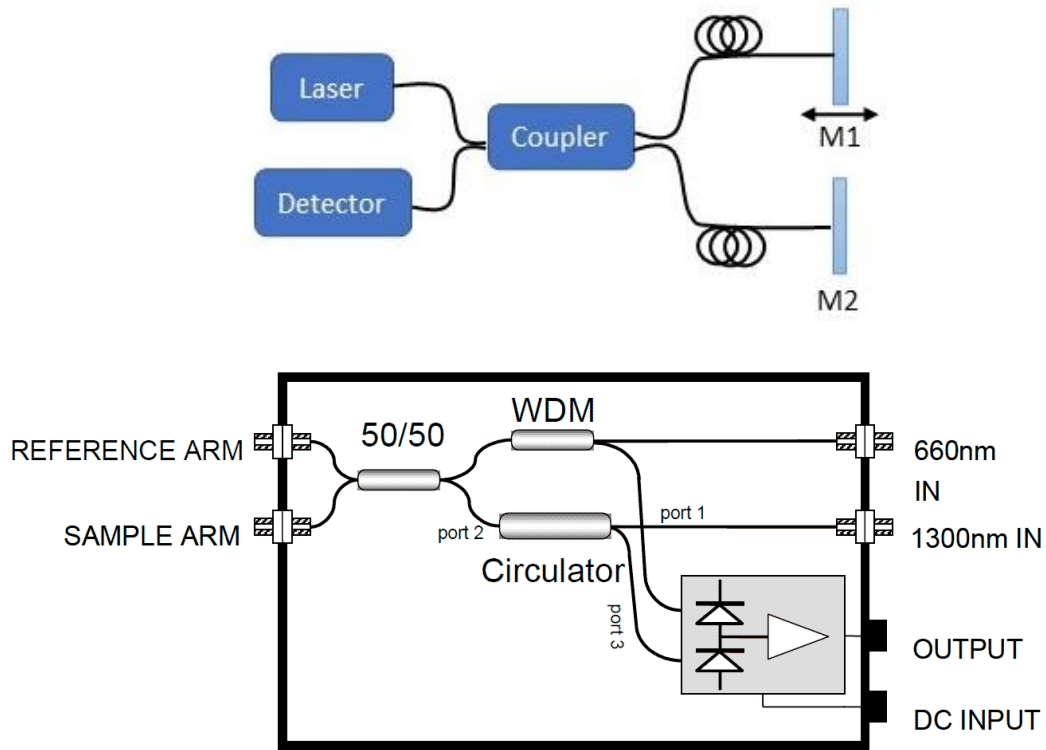 Laser
Coupler
Detector
M1
M2
WDM
50/50
REFERENCE ARM
660nm
IN
port 1
SAMPLE ARM
port 2
1300nm IN
Circulator
port 3
OUTPUT
DC INPUT